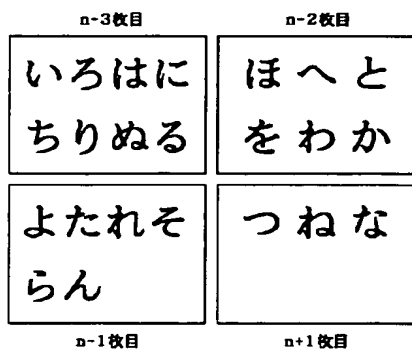 n-3枚目
n-2枚目
いろはに
ちりぬる
ほへと
をわか
よたれそ
らん
つねな
n-1枚目
n+1枚目